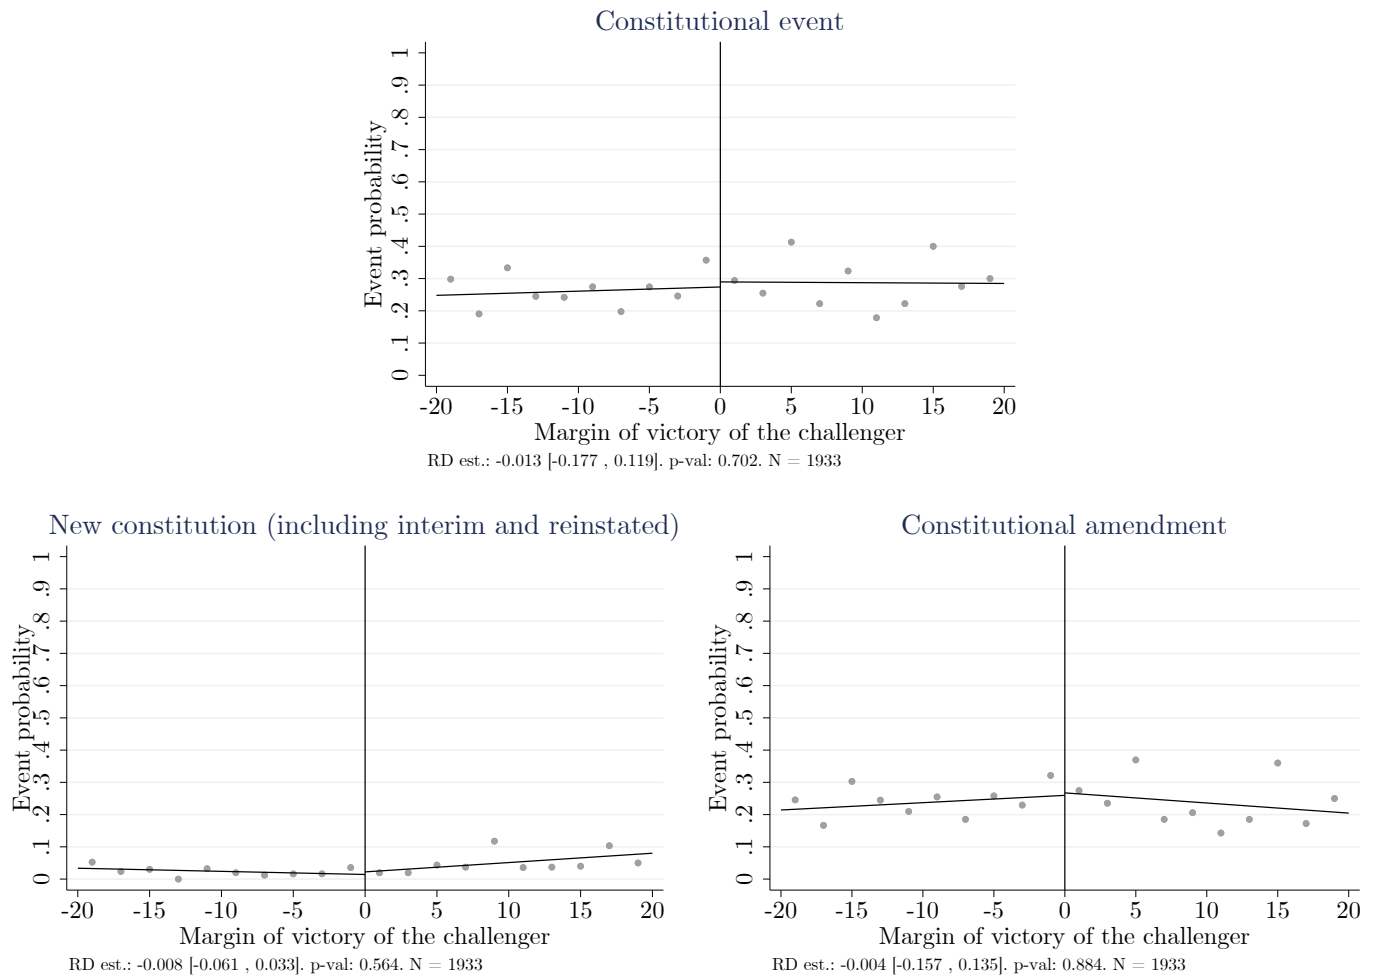 Constitutional event
Event probability
1
.9
.8
.7
.6
.5
.4
.3
.2
.1
0
-20 -15 -10 -5 0 5 10 15 20
Margin of victory of the challenger
RD est.: -0.013 [-0.177 , 0.119]. p-val: 0.702. N = 1933
New constitution (including interim and reinstated)
Event probability
1
.9
.8
.7
.6
.5
.4
.3
.2
.1
0
-20 -15 -10 -5 0 5 10 15 20
Margin of victory of the challenger
RD est.: -0.008 [-0.061 , 0.033]. p-val: 0.564. N = 1933
Constitutional amendment
Event probability
1
.9
.8
.7
.6
.5
.4
.3
.2
.1
0
-20 -15 -10 -5 0 5 10 15 20
Margin of victory of the challenger
RD est.: -0.004 [-0.157 , 0.135]. p-val: 0.884. N = 1933